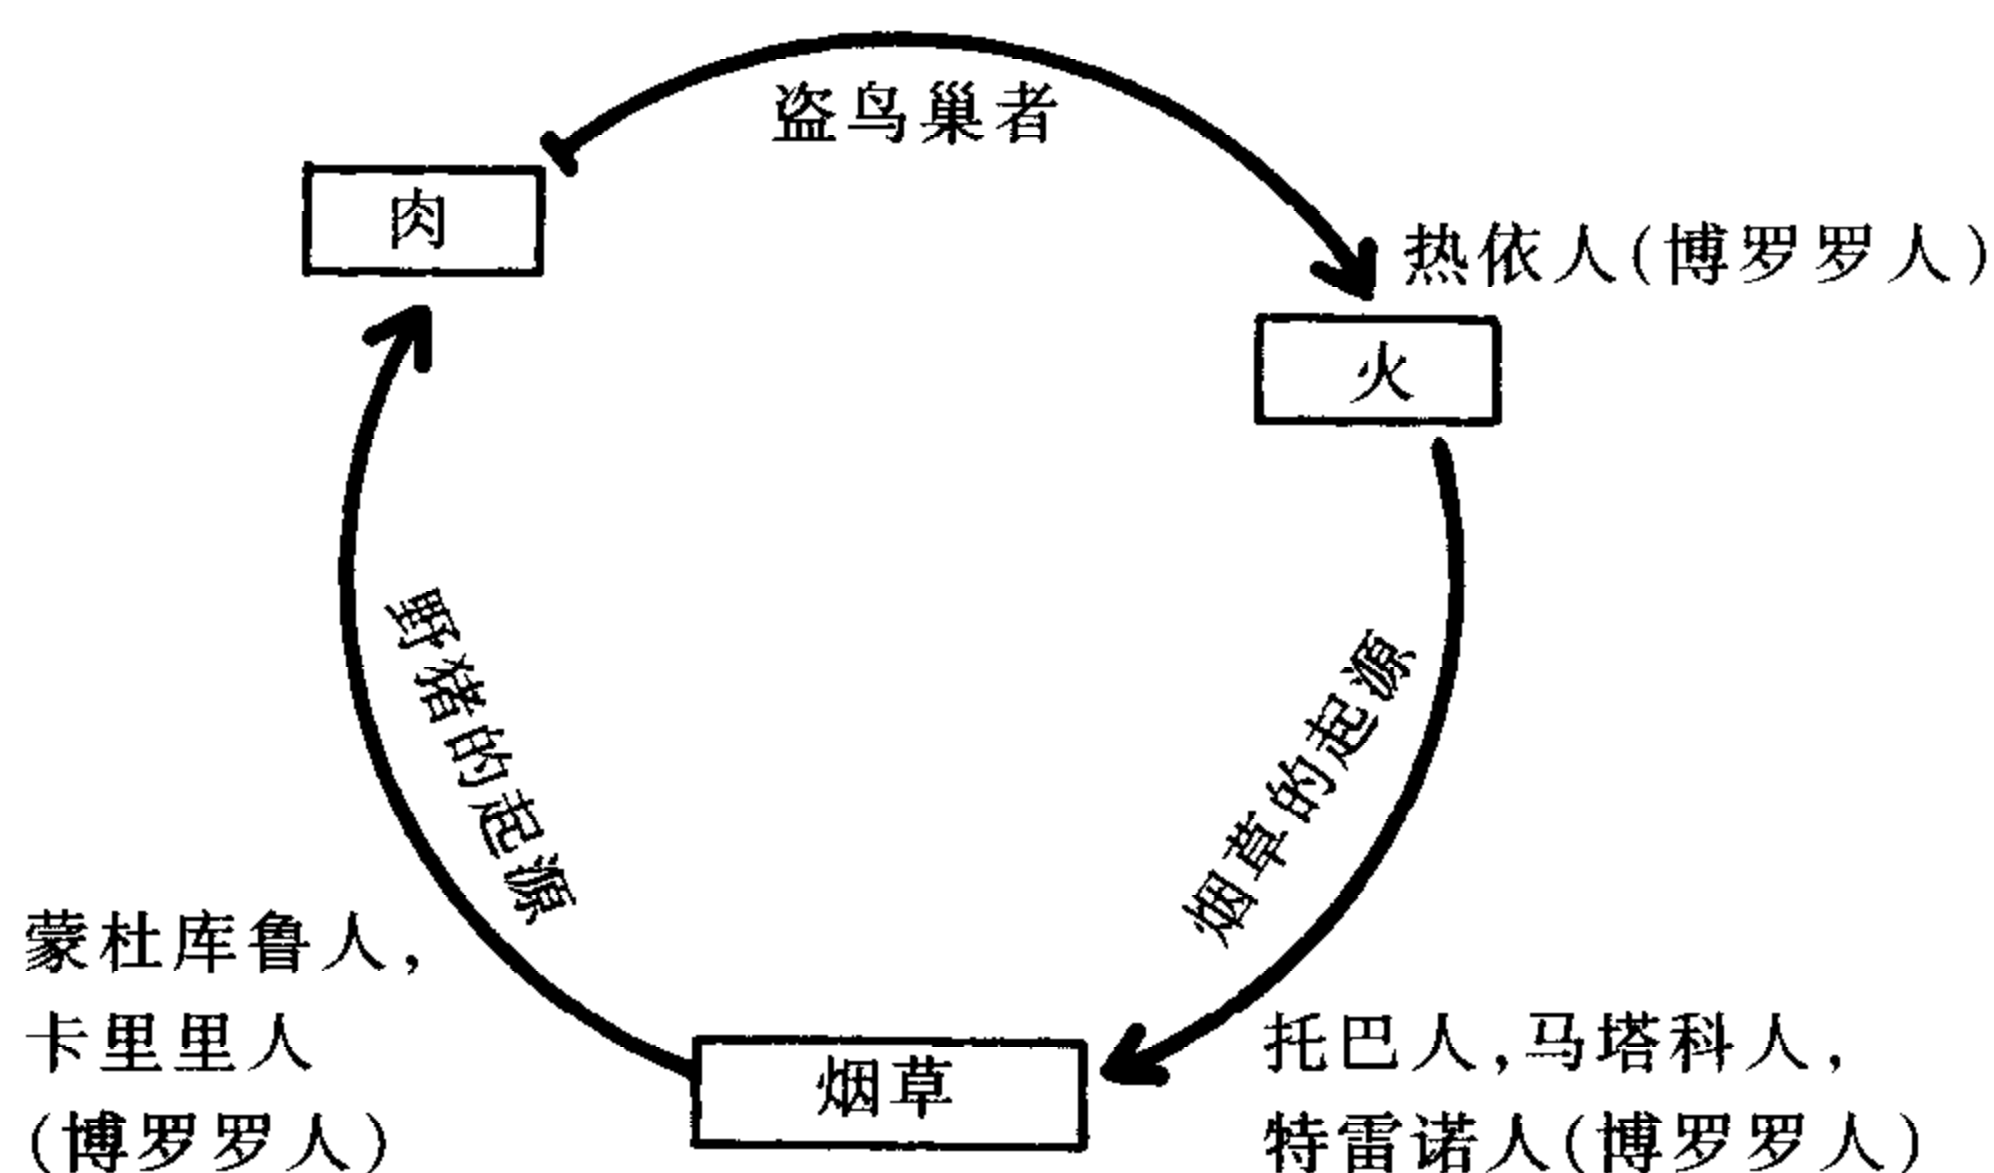 盗鸟巢者
肉
热依人(博罗罗人)
火
野猪的起源
烟草的起源
蒙杜库鲁人,
卡里里人
(博罗罗人)
烟草
托巴人,马塔科人,
特雷诺人(博罗罗人)